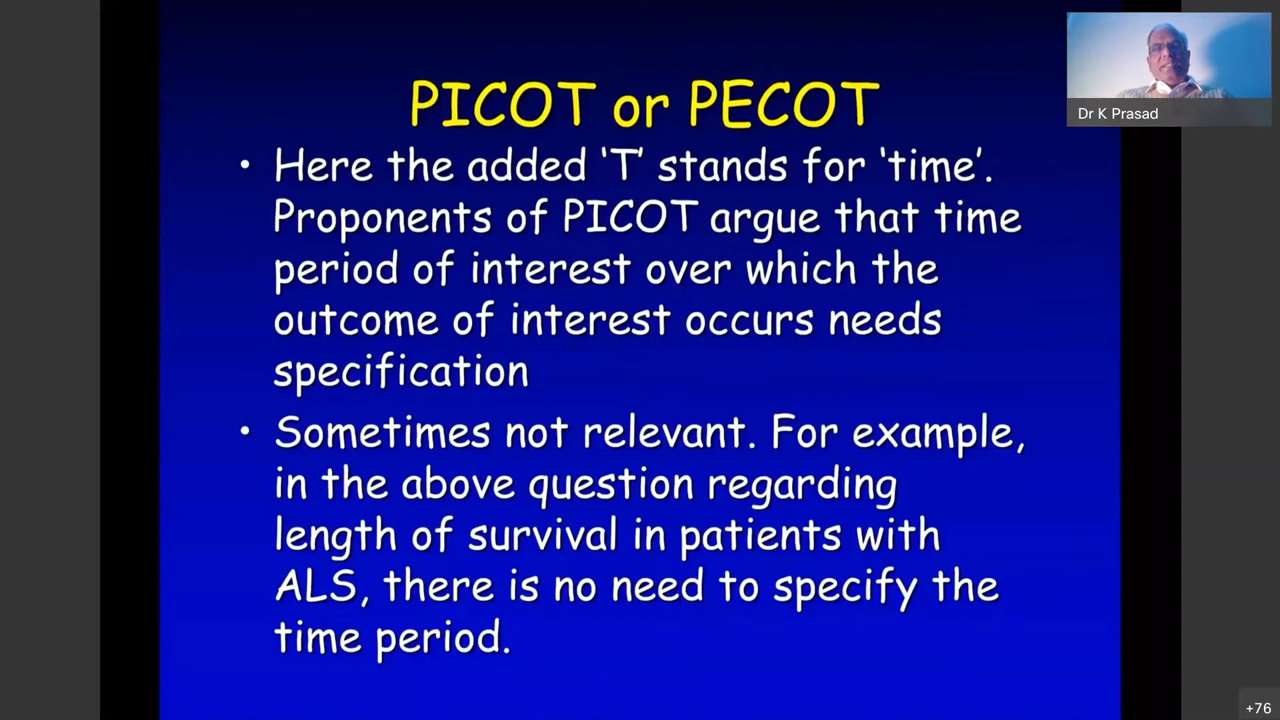 PICOT or PECOT
• Here the added ‘T’ stands for ‘time’.
Proponents of PICOT argue that time
period of interest over which the
outcome of interest occurs needs
specification
• Sometimes not relevant. For example,
in the above question regarding
length of survival in patients with
ALS, there is no need to specify the
time period.
Dr K Prasad
+76